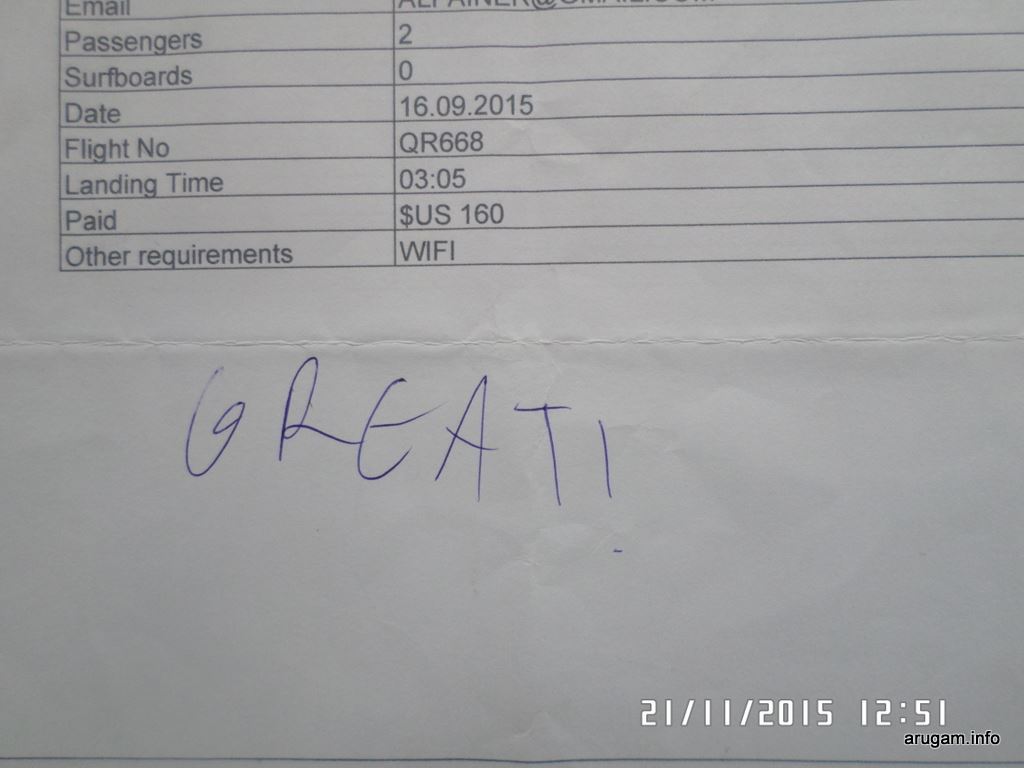 Email
Passengers 2
Surfboards 0
Date 16.09.2015
Flight No QR668
Landing Time 03:05
Paid $US 160
Other requirements WIFI
GREAT!
21/11/2015 12:51
arugam.info